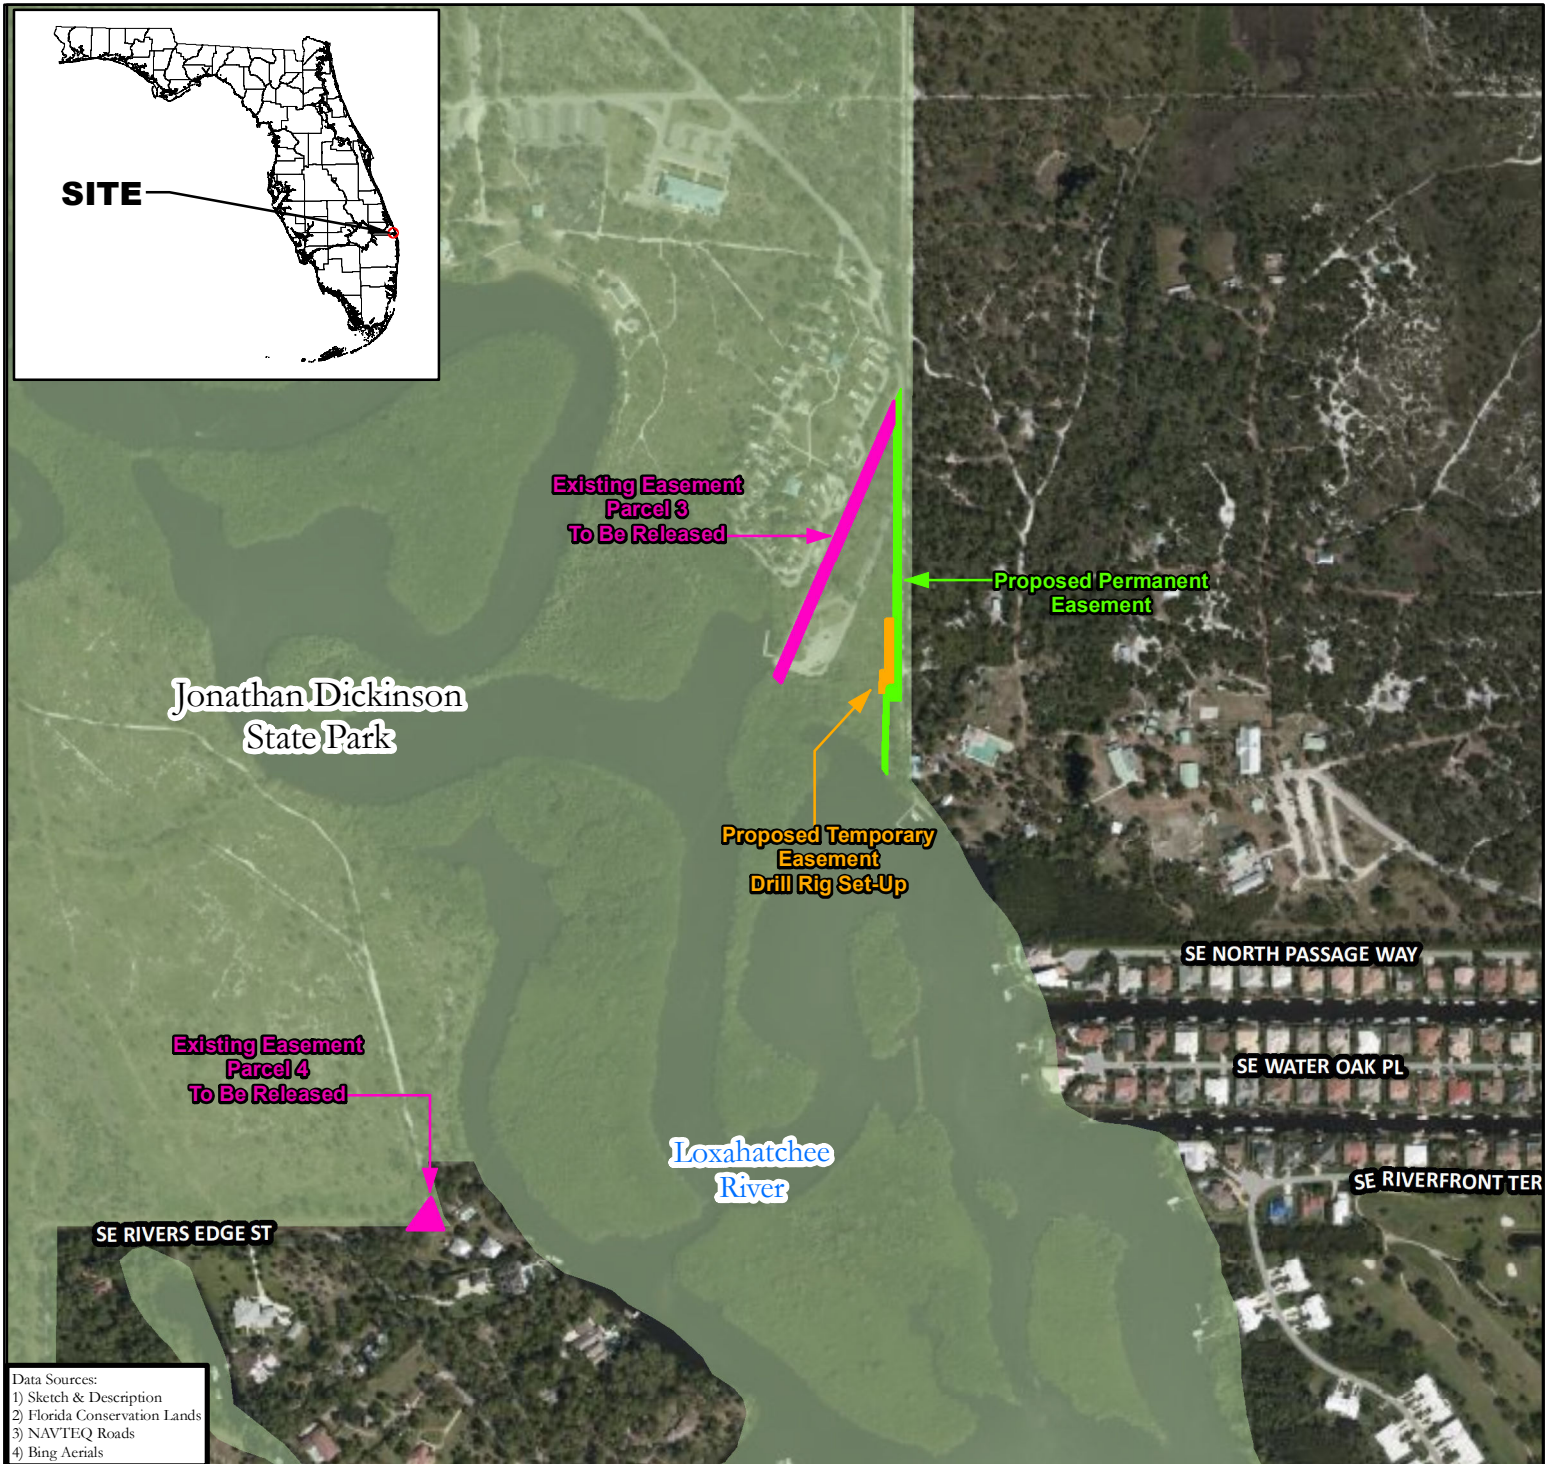 SITE
Existing Easement
Parcel 3
To Be Released
Proposed Permanent
Easement
Jonathan Dickinson
State Park
Proposed Temporary
Easement
Drill Rig Set-Up
SE NORTH PASSAGE WAY
Existing Easement
Parcel 4
To Be Released
SE WATER OAK PL
Loxahatchee
River
SE RIVERFRONT TER
SE RIVERS EDGE ST
Data Sources:
1) Sketch & Description
2) Florida Conservation Lands
3) NAVTEQ Roads
4) Bing Aerials